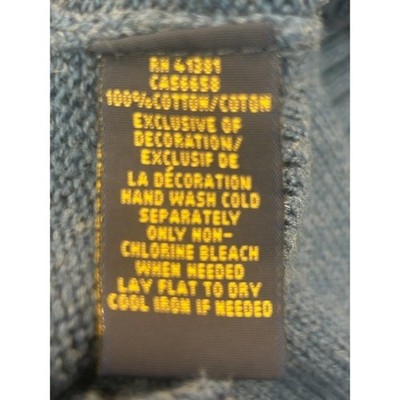 RN 41381
CA56658
100%COTTON/COTON
EXCLUSIVE OF
DECORATION/
EXCLUSIF DE
LA DÉCORATION
HAND WASH COLD
SEPARATELY
ONLY NON-
CHLORINE BLEACH
WHEN NEEDED
LAY FLAT TO DRY
COOL IRON IF NEEDED